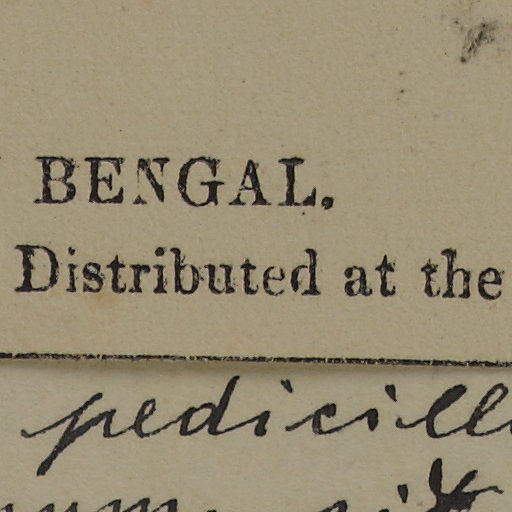 BENGAL.
Distributed at the
pedicill